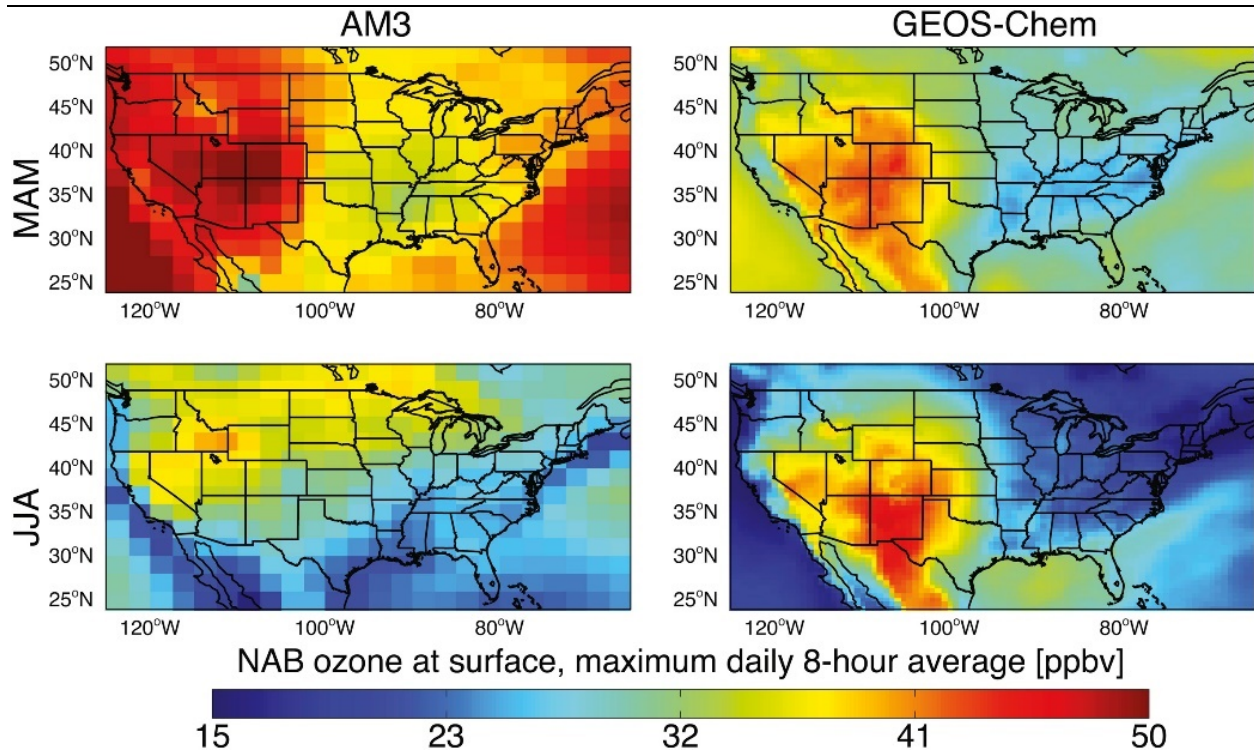 AM3 GEOS-Chem
MAM
50°N
45°N
40°N
35°N
30°N
25°N
120°W 100°W 80°W
50°N
45°N
40°N
35°N
30°N
25°N
120°W 100°W 80°W
JJA
50°N
45°N
40°N
35°N
30°N
25°N
120°W 100°W 80°W
50°N
45°N
40°N
35°N
30°N
25°N
120°W 100°W 80°W
NAB ozone at surface, maximum daily 8-hour average [ppbv]
15 23 32 41 50